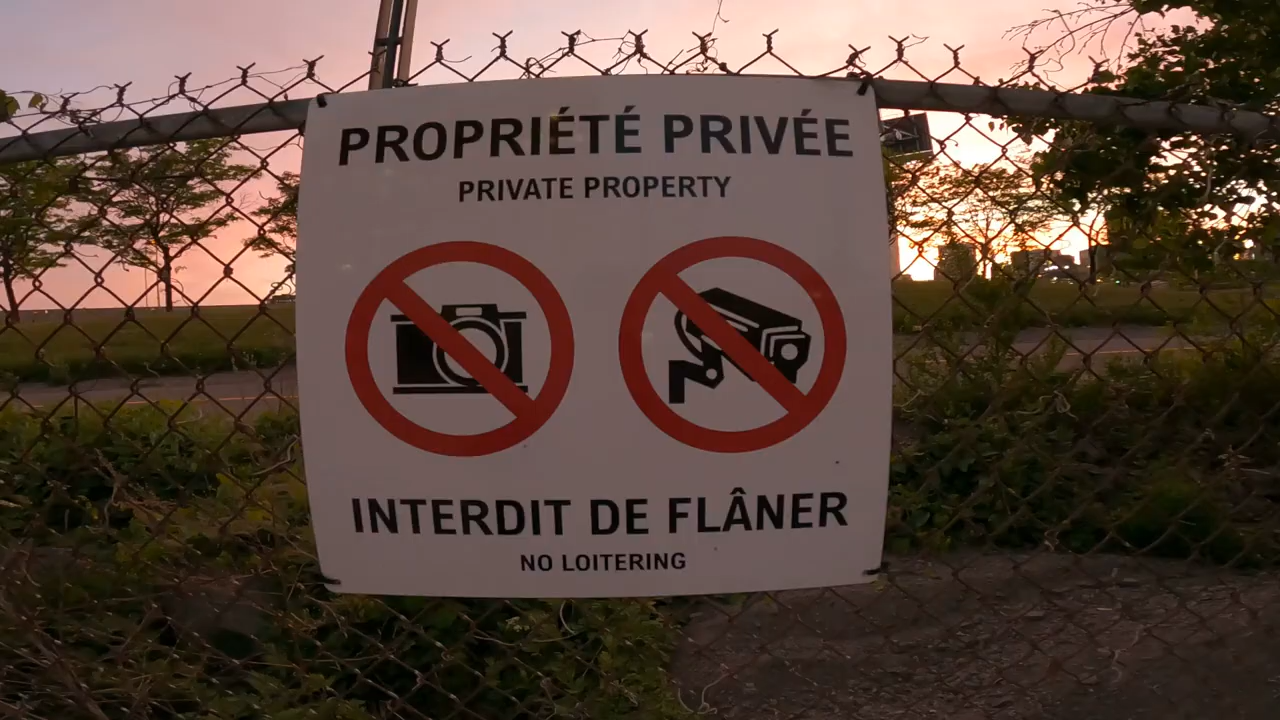 PROPRIÉTÉ PRIVÉE
PRIVATE PROPERTY
INTERDIT DE FLÂNER
NO LOITERING